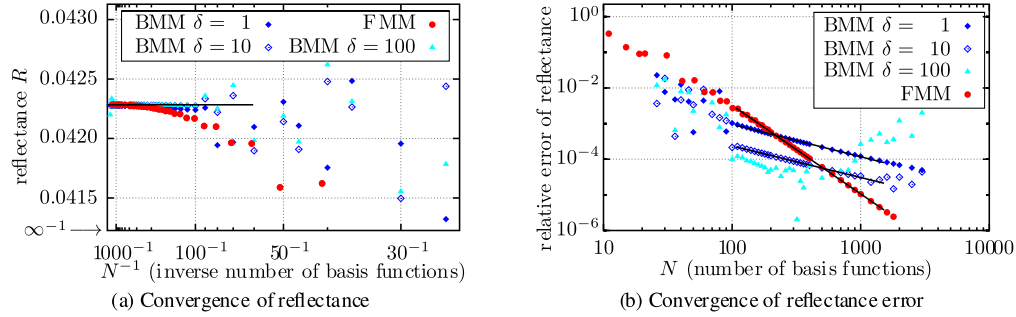 0.0430
0.0425
0.0420
0.0415
reflectance R
∞⁻¹
BMM δ = 1
FMM
BMM δ = 10
BMM δ = 100
1000⁻¹ 100⁻¹ 50⁻¹ 30⁻¹
N⁻¹ (inverse number of basis functions)
(a) Convergence of reflectance
10⁰
10⁻²
10⁻⁴
10⁻⁶
relative error of reflectance
BMM δ = 1
BMM δ = 10
BMM δ = 100
FMM
10 100 1000 10000
N (number of basis functions)
(b) Convergence of reflectance error